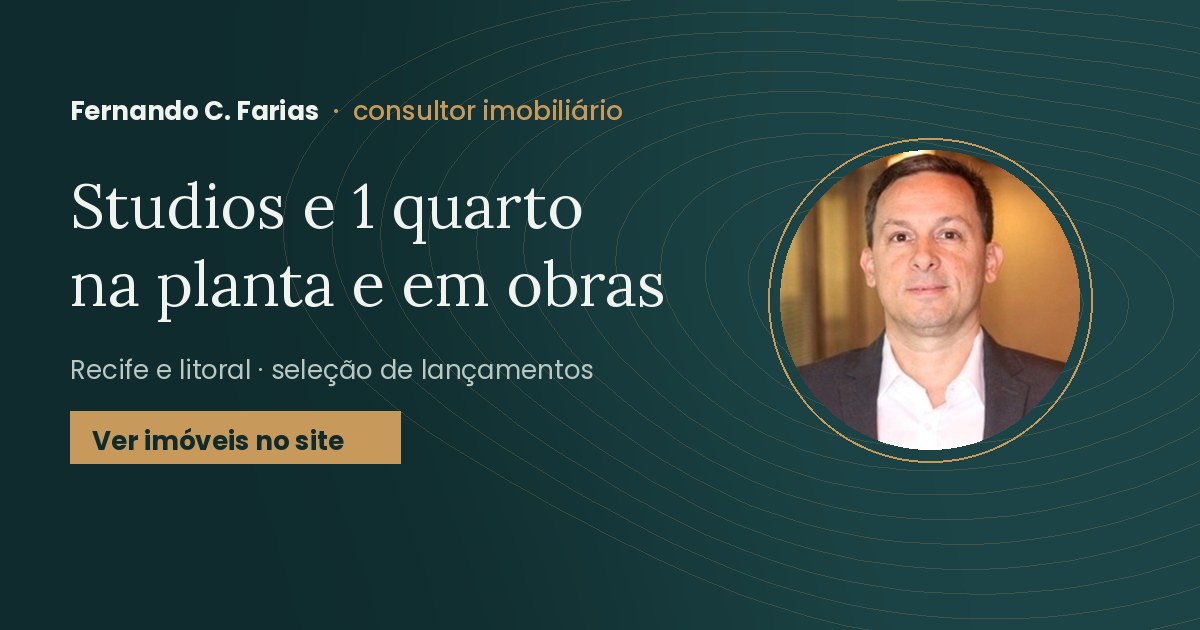 Fernando C. Farias · consultor imobiliário
Studios e 1 quarto
na planta e em obras
Recife e litoral · seleção de lançamentos
Ver imóveis no site